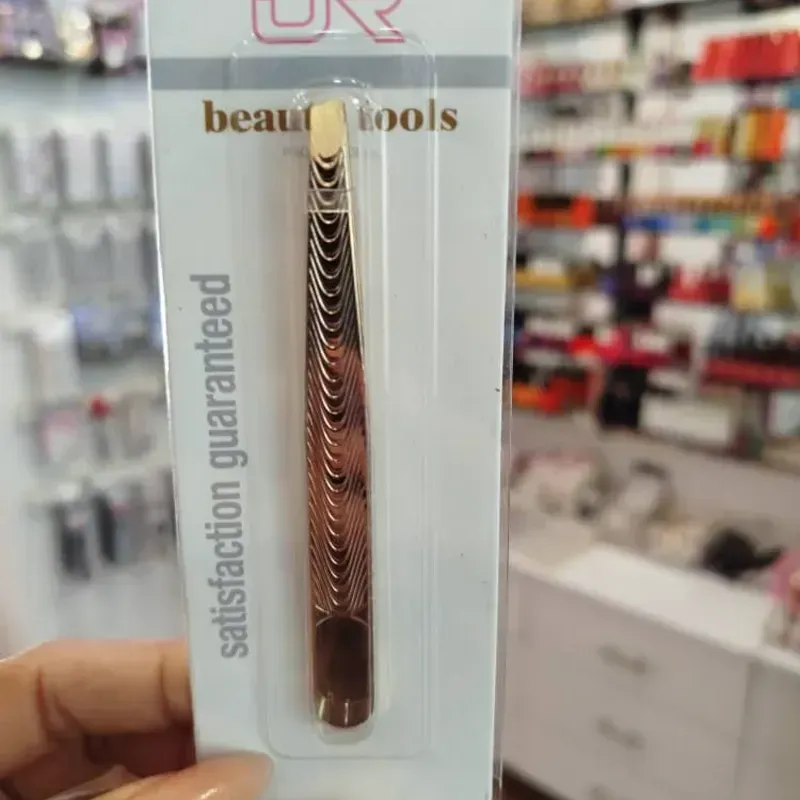 beauty tools
satisfaction guaranteed